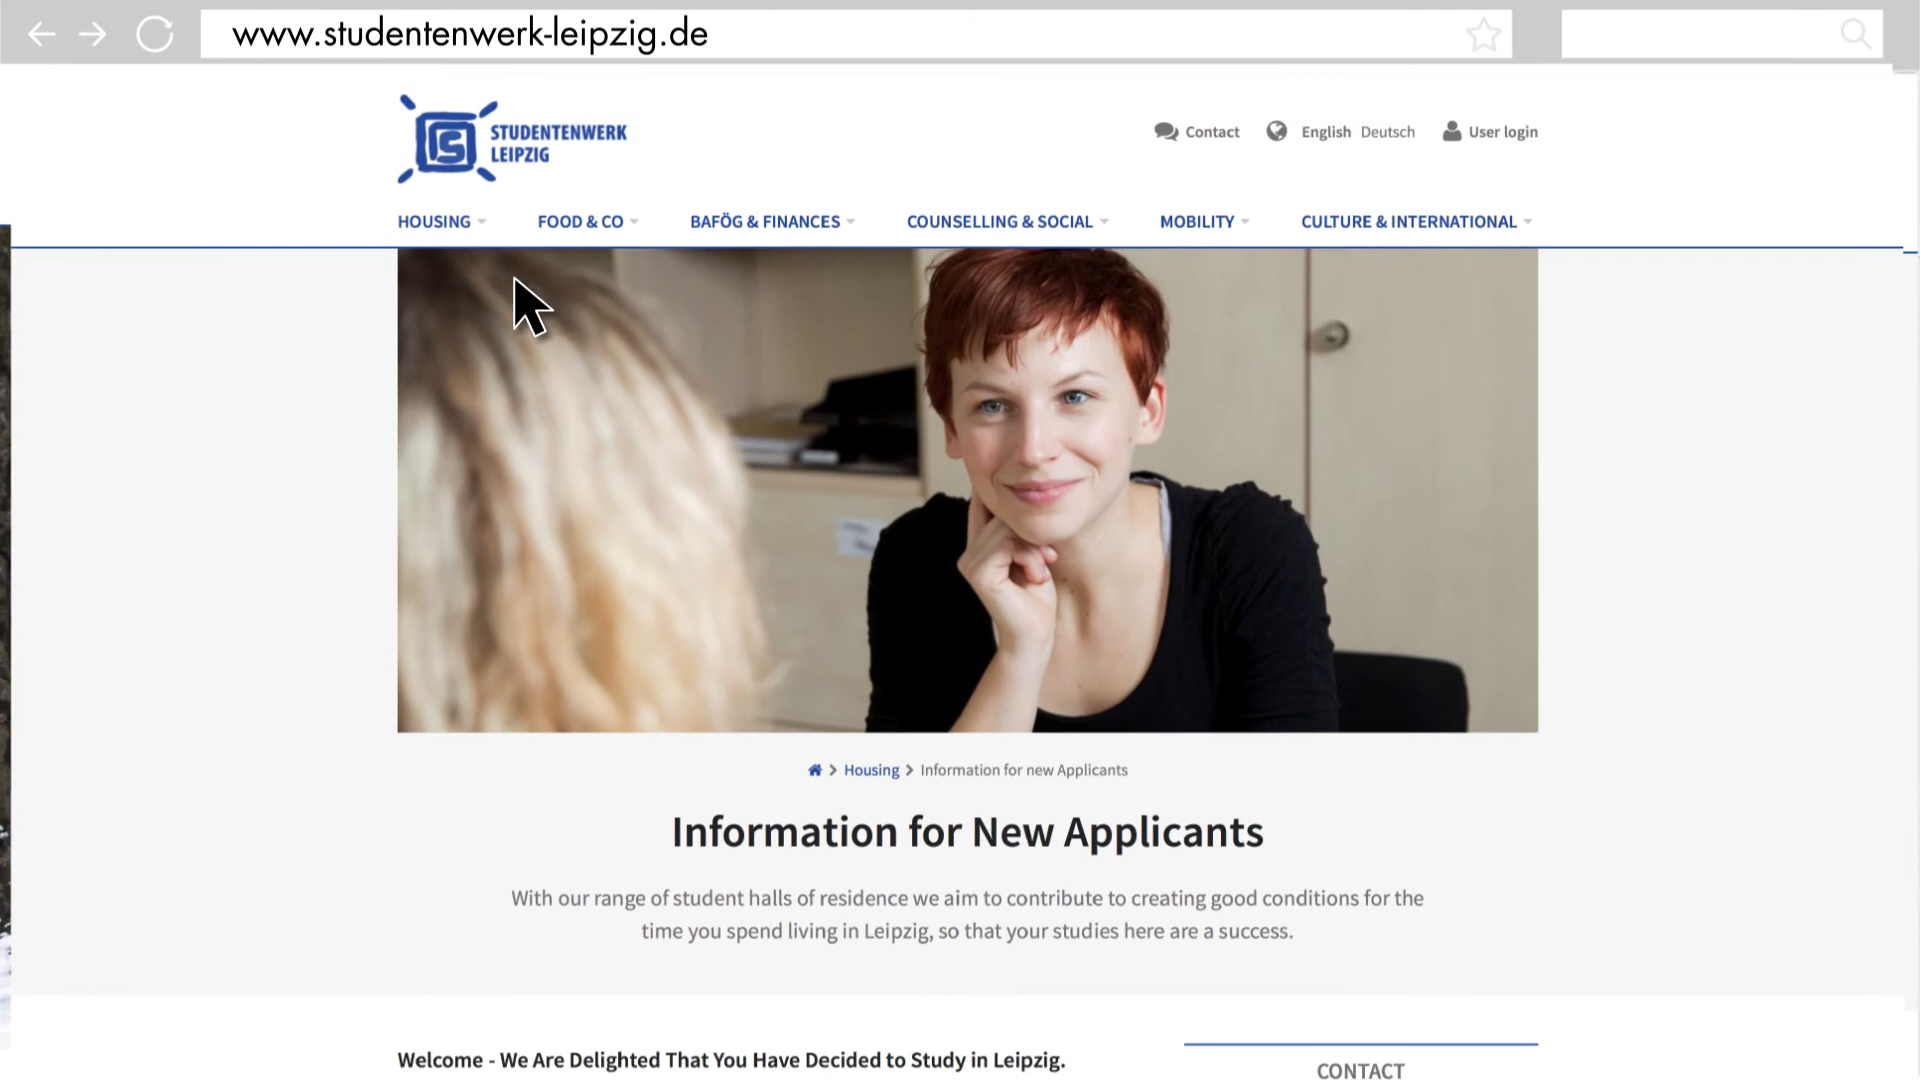 www.studentenwerk-leipzig.de
STUDENTENWERK
LEIPZIG
Contact English Deutsch User login
HOUSING FOOD & CO BAFÖG & FINANCES COUNSELLING & SOCIAL MOBILITY CULTURE & INTERNATIONAL
Housing Information for new Applicants
Information for New Applicants
With our range of student halls of residence we aim to contribute to creating good conditions for the
time you spend living in Leipzig, so that your studies here are a success.
Welcome - We Are Delighted That You Have Decided to Study in Leipzig.
CONTACT